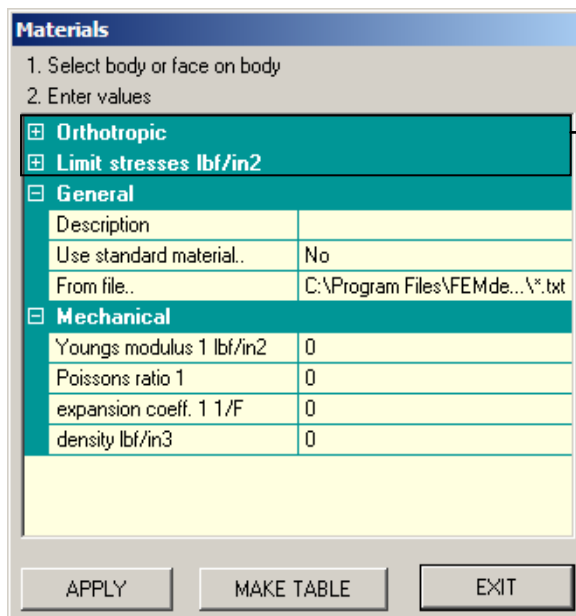 Materials
1. Select body or face on body
2. Enter values
Orthotropic
Limit stresses lbf/in2
General
Description
Use standard material.. No
From file.. C:\Program Files\FEMde...\*.txt
Mechanical
Youngs modulus 1 lbf/in2 0
Poissons ratio 1 0
expansion coeff. 1 1/F 0
density lbf/in3 0
APPLY MAKE TABLE EXIT